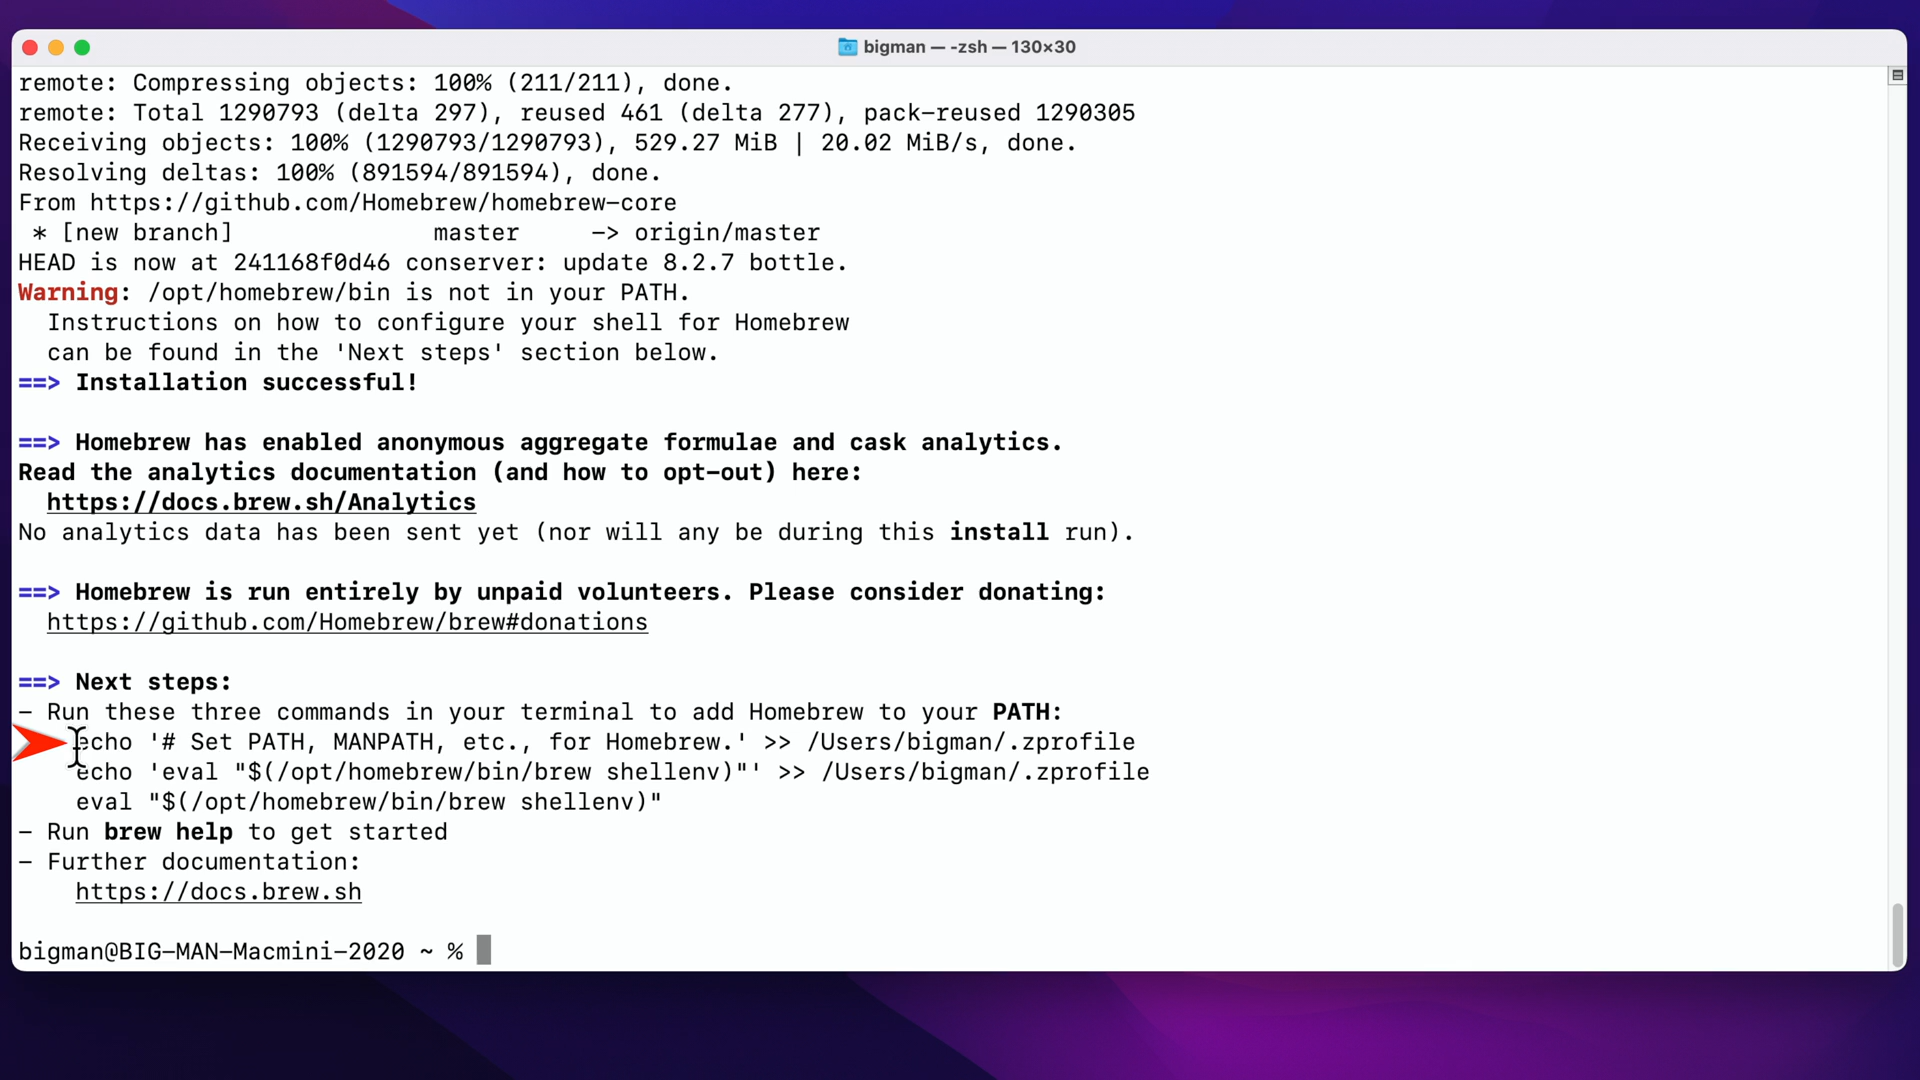 bigman — -zsh — 130×30
remote: Compressing objects: 100% (211/211), done.
remote: Total 1290793 (delta 297), reused 461 (delta 277), pack-reused 1290305
Receiving objects: 100% (1290793/1290793), 529.27 MiB | 20.02 MiB/s, done.
Resolving deltas: 100% (891594/891594), done.
From https://github.com/Homebrew/homebrew-core
 * [new branch]              master     -> origin/master
HEAD is now at 241168f0d46 conserver: update 8.2.7 bottle.
Warning: /opt/homebrew/bin is not in your PATH.
  Instructions on how to configure your shell for Homebrew
  can be found in the 'Next steps' section below.
==> Installation successful!
==> Homebrew has enabled anonymous aggregate formulae and cask analytics.
Read the analytics documentation (and how to opt-out) here:
  https://docs.brew.sh/Analytics
No analytics data has been sent yet (nor will any be during this install run).
==> Homebrew is run entirely by unpaid volunteers. Please consider donating:
  https://github.com/Homebrew/brew#donations
==> Next steps:
- Run these three commands in your terminal to add Homebrew to your PATH:
    echo '# Set PATH, MANPATH, etc., for Homebrew.' >> /Users/bigman/.zprofile
    echo 'eval "$(/opt/homebrew/bin/brew shellenv)"' >> /Users/bigman/.zprofile
    eval "$(/opt/homebrew/bin/brew shellenv)"
- Run brew help to get started
- Further documentation:
    https://docs.brew.sh
bigman@BIG-MAN-Macmini-2020 ~ %